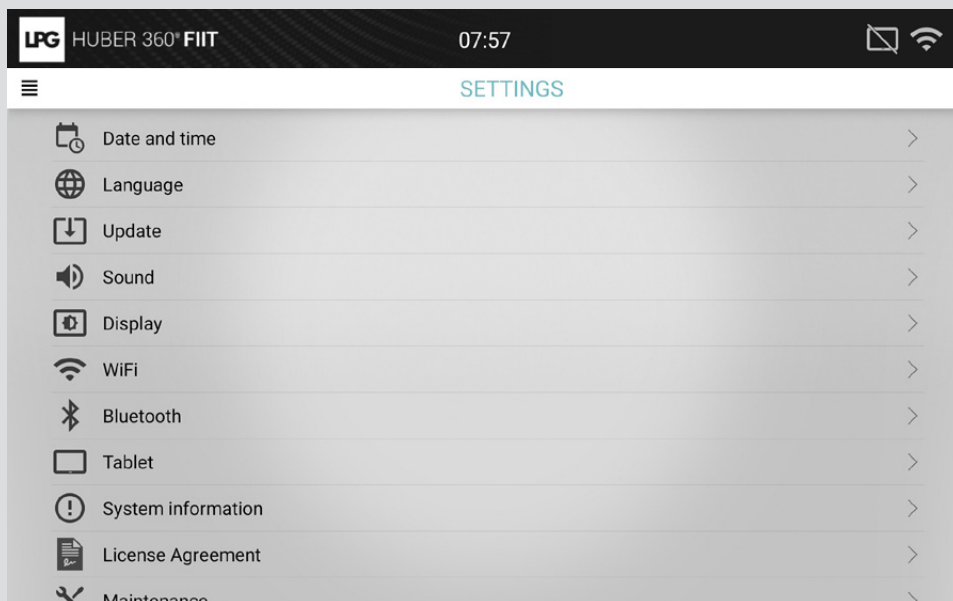 LPG HUBER 360® FIIT 07:57
SETTINGS
Date and time
Language
Update
Sound
Display
WiFi
Bluetooth
Tablet
System information
License Agreement
Maintenance